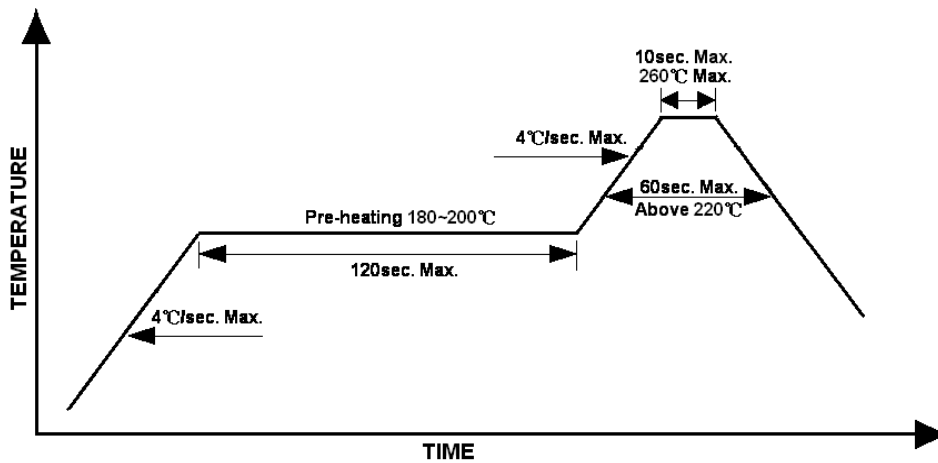 10sec. Max.
260℃ Max.
4℃/sec. Max.
60sec. Max.
Above 220℃
Pre-heating 180~200℃
120sec. Max.
4℃/sec. Max.
TEMPERATURE
TIME